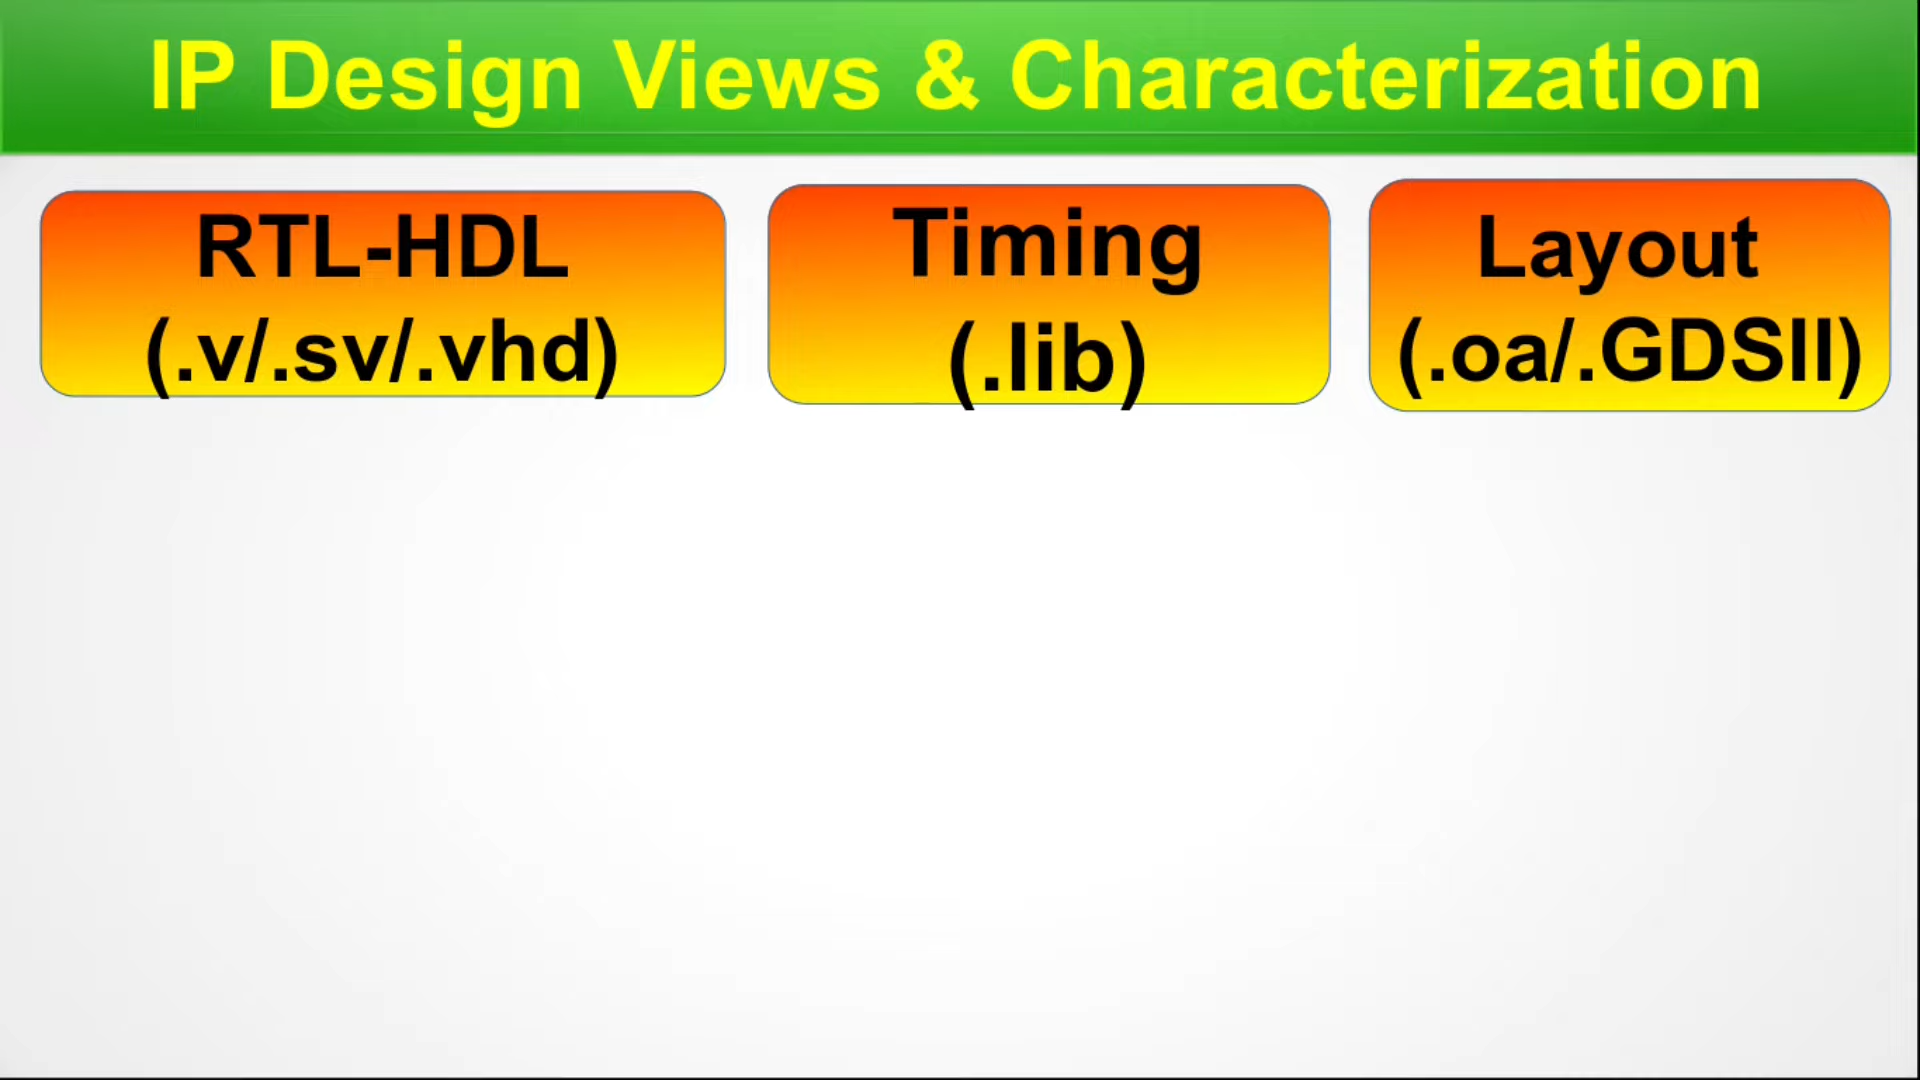 IP Design Views & Characterization
RTL-HDL
(.v/.sv/.vhd)
Timing
(.lib)
Layout
(.oa/.GDSII)